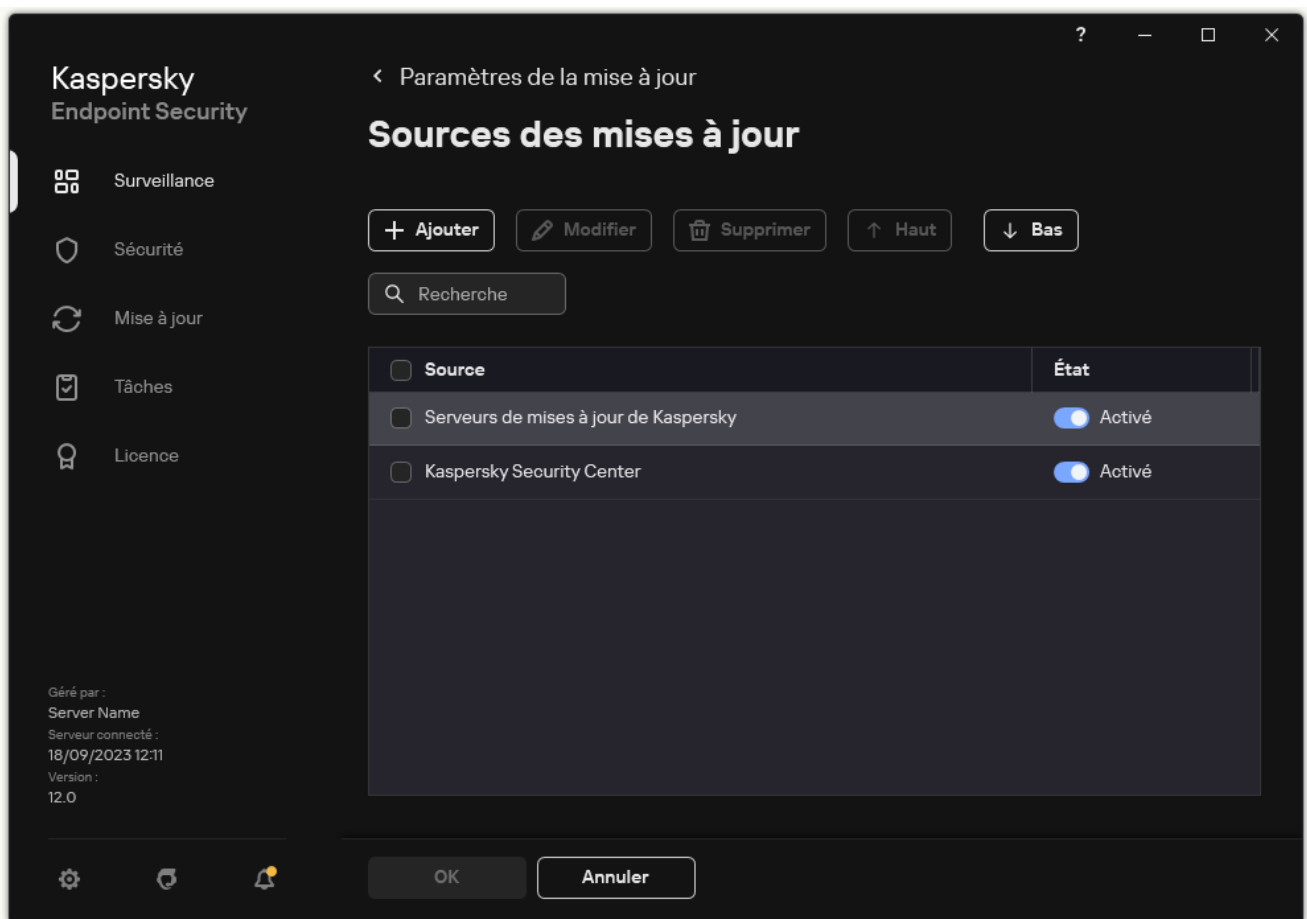 ?
Kaspersky
Endpoint Security
Paramètres de la mise à jour
Sources des mises à jour
Surveillance
Sécurité
Mise à jour
Tâches
Licence
Ajouter
Modifier
Supprimer
Haut
Bas
Recherche
Source État
Serveurs de mises à jour de Kaspersky Activé
Kaspersky Security Center Activé
Géré par :
Server Name
Serveur connecté :
18/09/2023 12:11
Version :
12.0
OK
Annuler